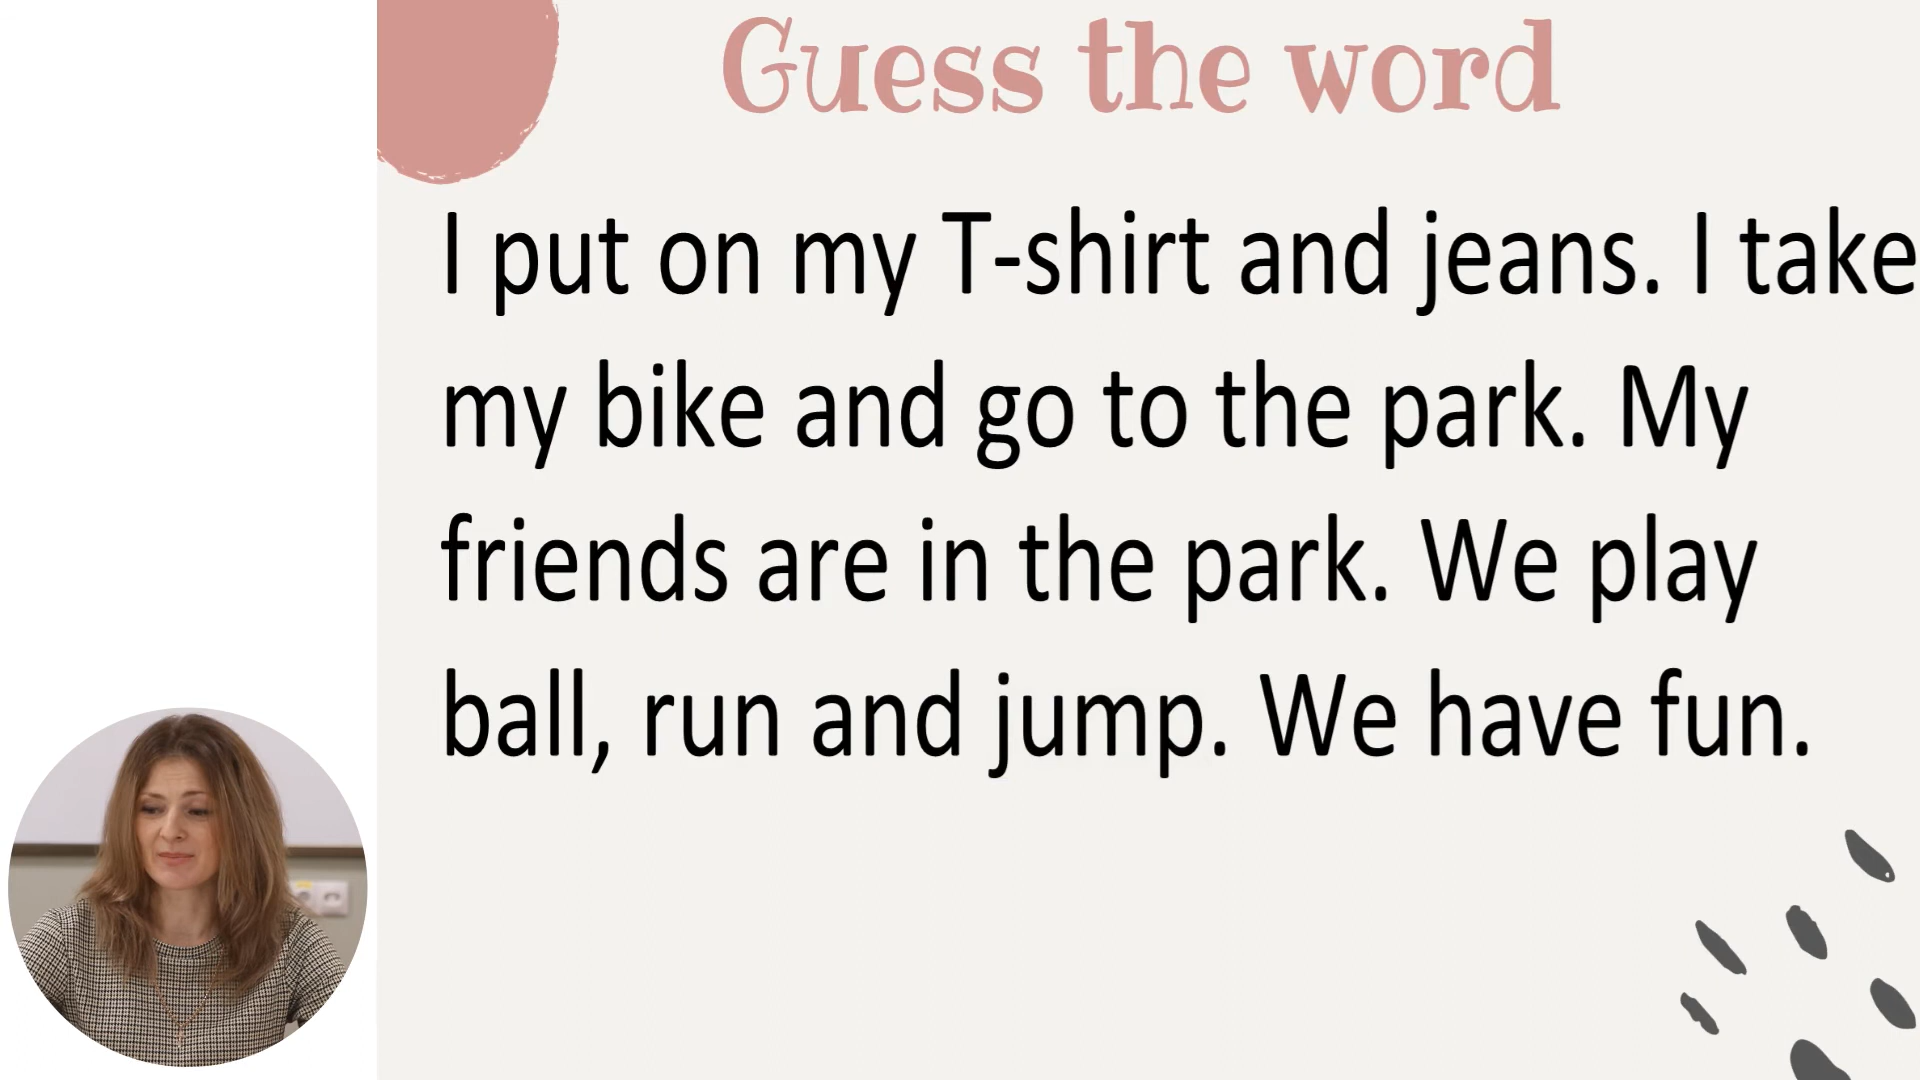 Guess the word
I put on my T-shirt and jeans. I take
my bike and go to the park. My
friends are in the park. We play
ball, run and jump. We have fun.